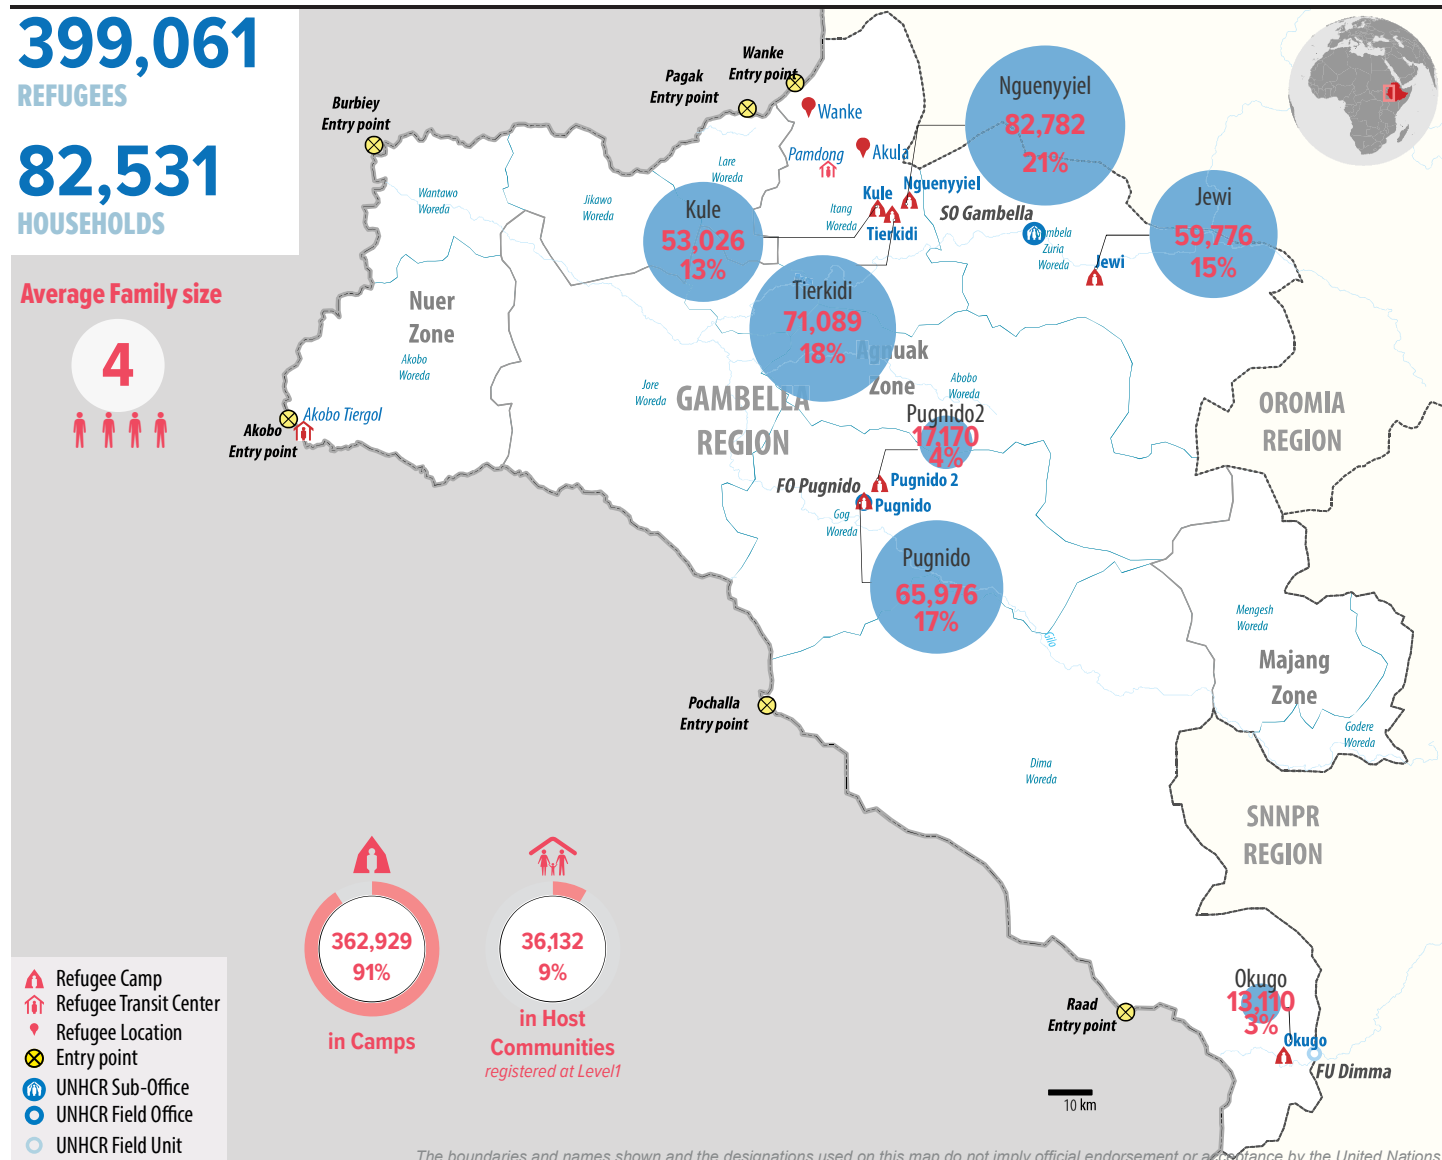 399,061
REFUGEES
82,531
HOUSEHOLDS
Average Family size
4
Burbiey
Entry point
Pagak
Entry point
Wanke
Entry point
Wanke
Akula
Pamdong
Lare
Woreda
Wantawo
Woreda
Jikawo
Woreda
Itang
Woreda
Kule
Nguenyyiel
Tierkidi
SO Gambella
Zuria
Woreda
Jewi
Nguenyyiel
82,782
21%
Jewi
59,776
15%
Kule
53,026
13%
Tierkidi
71,089
18%
Nuer
Zone
Akobo
Woreda
Akobo Tiergol
Akobo
Entry point
Jore
Woreda
GAMBELLA
REGION
Agnuak
Zone
Abobo
Woreda
Pugnido2
17,170
4%
FO Pugnido
Pugnido 2
Pugnido
Gog
Woreda
Pugnido
65,976
17%
OROMIA
REGION
Gilo
Mengesh
Woreda
Majang
Zone
Godere
Woreda
Pochalla
Entry point
Dima
Woreda
SNNPR
REGION
362,929
91%
in Camps
36,132
9%
in Host
Communities
registered at Level1
Raad
Entry point
Okugo
13,110
3%
Okugo
FU Dimma
10 km
Refugee Camp
Refugee Transit Center
Refugee Location
Entry point
UNHCR Sub-Office
UNHCR Field Office
UNHCR Field Unit
The boundaries and names shown and the designations used on this map do not imply official endorsement or acceptance by the United Nations